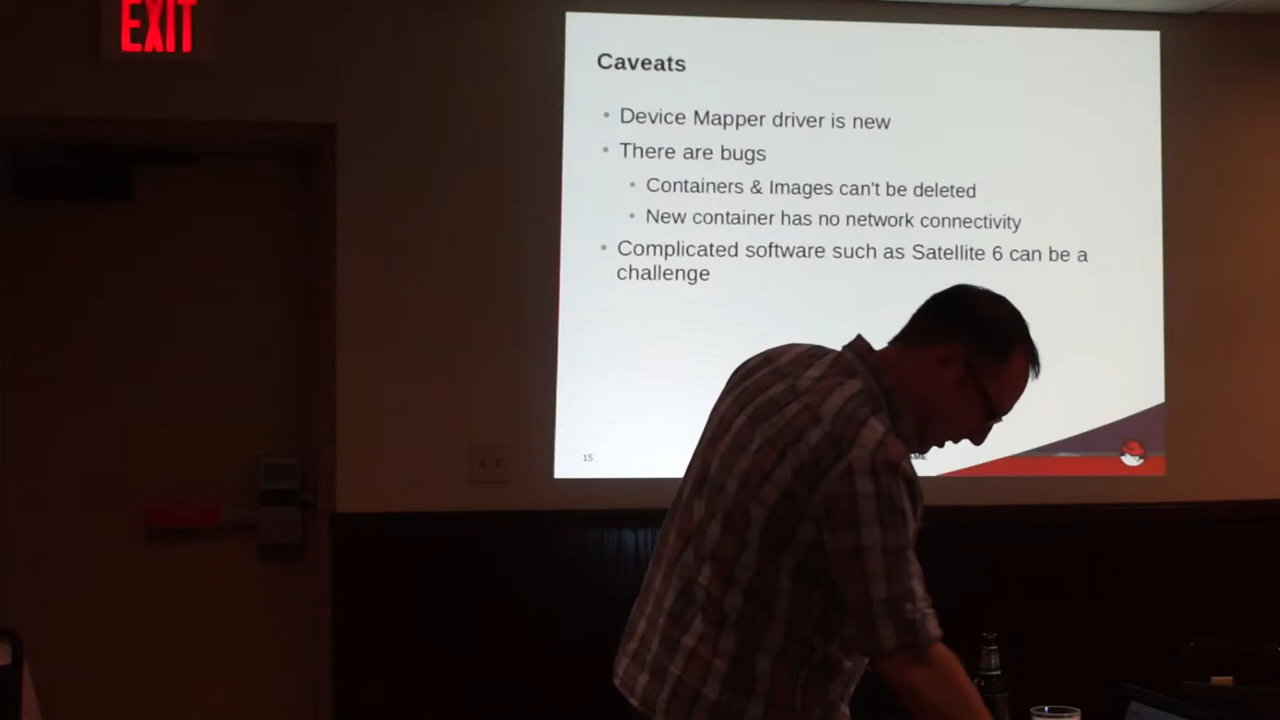 EXIT
Caveats
• Device Mapper driver is new
• There are bugs
• Containers & Images can't be deleted
• New container has no network connectivity
• Complicated software such as Satellite 6 can be a
challenge
15